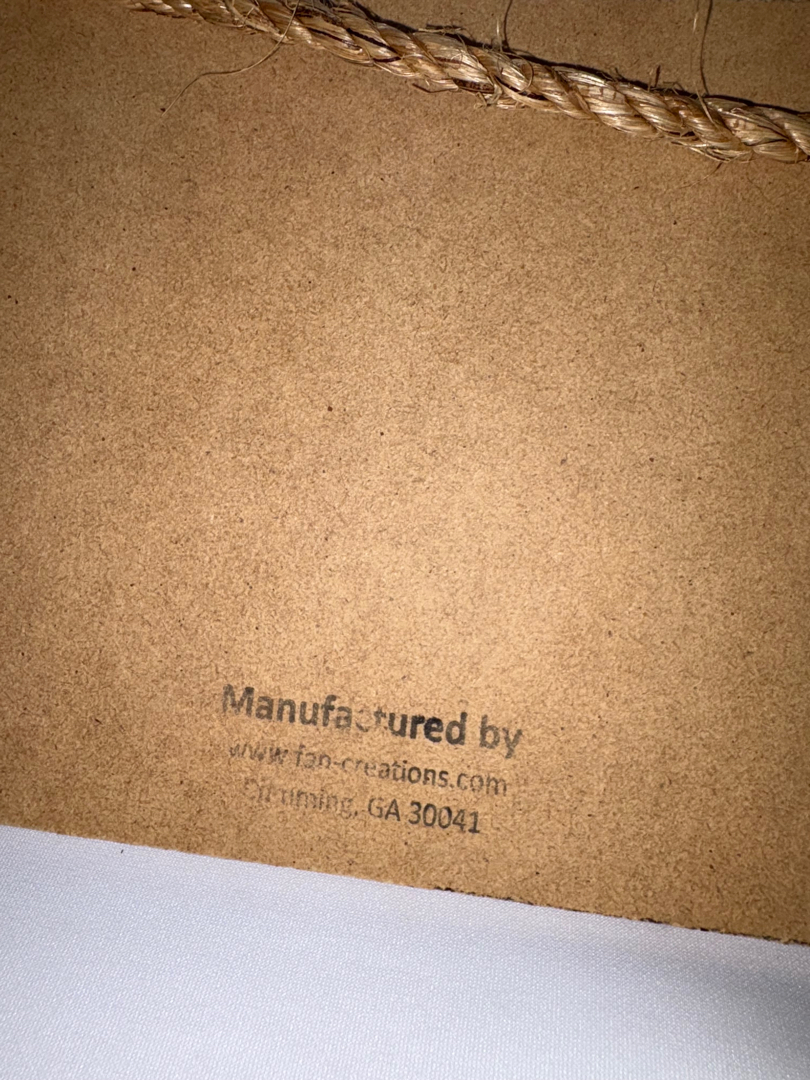 Manufactured by
www.fan-creations.com
GA 30041